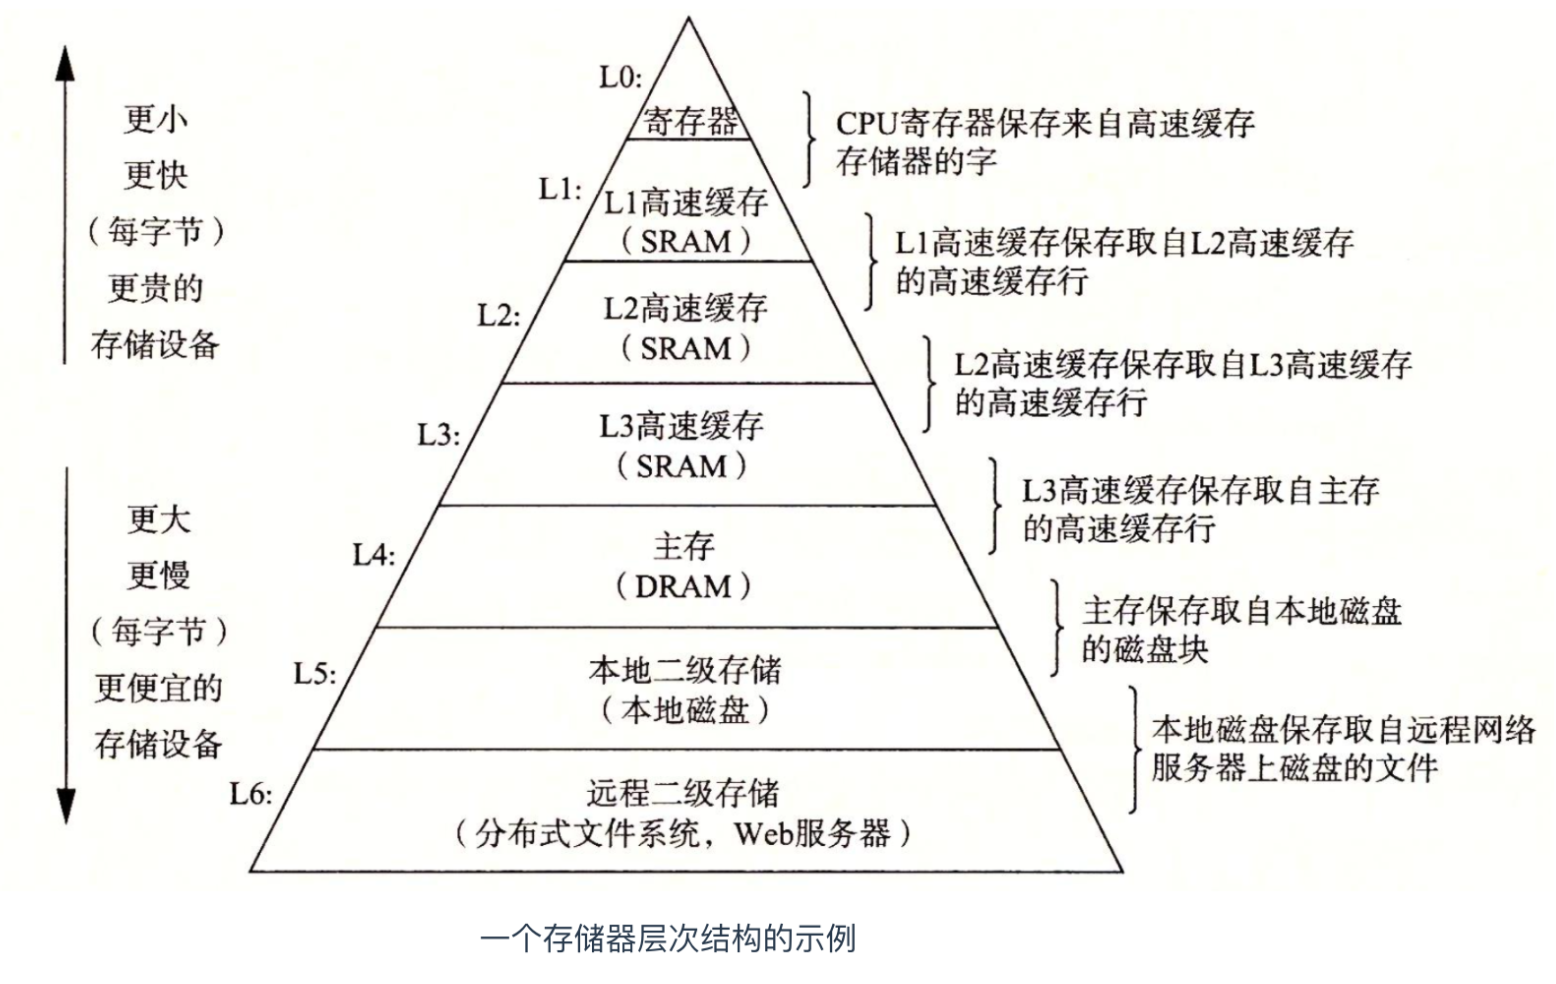 更小
更快
（每字节）
更贵的
存储设备
更大
更慢
（每字节）
更便宜的
存储设备
L0:
寄存器
CPU寄存器保存来自高速缓存
存储器的字
L1:
L1高速缓存
（SRAM）
L1高速缓存保存取自L2高速缓存
的高速缓存行
L2:
L2高速缓存
（SRAM）
L2高速缓存保存取自L3高速缓存
的高速缓存行
L3:
L3高速缓存
（SRAM）
L3高速缓存保存取自主存
的高速缓存行
L4:
主存
（DRAM）
主存保存取自本地磁盘
的磁盘块
L5:
本地二级存储
（本地磁盘）
本地磁盘保存取自远程网络
服务器上磁盘的文件
L6:
远程二级存储
（分布式文件系统，Web服务器）
一个存储器层次结构的示例